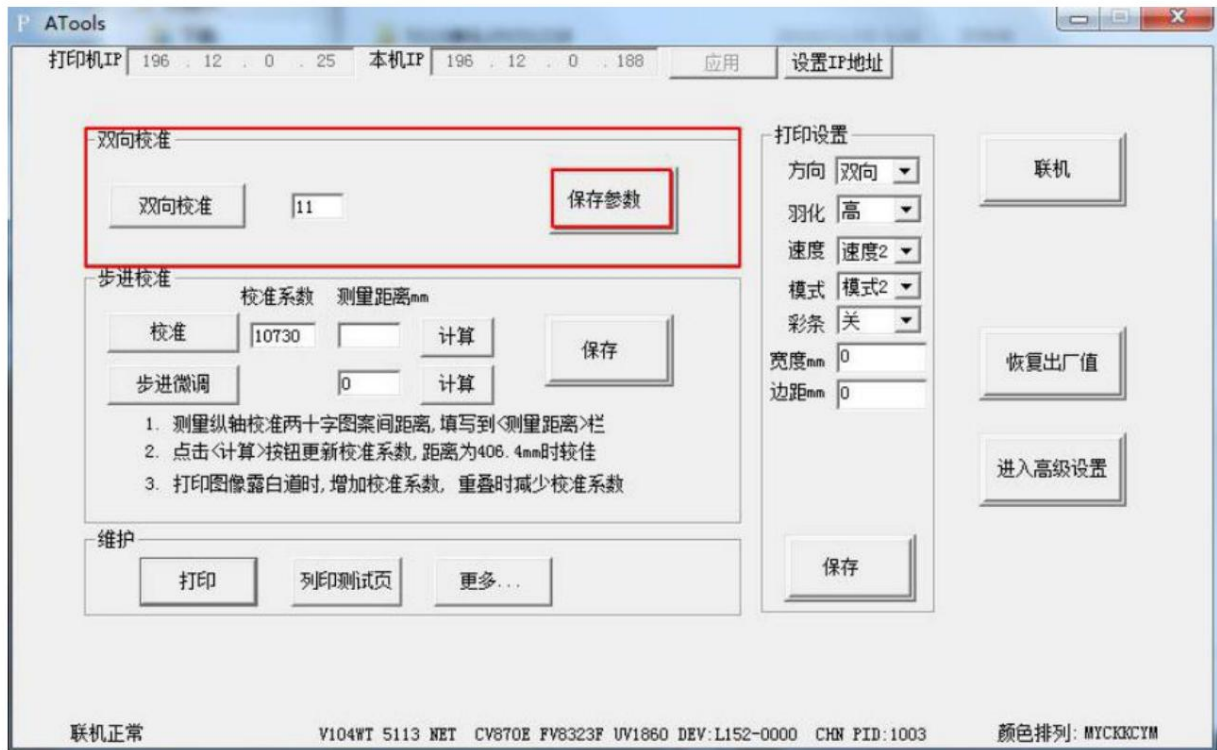 ATools
打印机IP 196 . 12 . 0 . 25 本机IP 196 . 12 . 0 . 188 应用 设置IP地址
双向校准
双向校准 11 保存参数
步进校准
校准系数 测量距离mm
校准 10730 计算 保存
步进微调 0 计算
1. 测量纵轴校准两十字图案间距离,填写到<测量距离>栏
2. 点击<计算>按钮更新校准系数,距离为406.4mm时较佳
3. 打印图像露白道时,增加校准系数, 重叠时减少校准系数
维护
打印 列印测试页 更多...
打印设置
方向 双向
羽化 高
速度 速度2
模式 模式2
彩条 关
宽度mm 0
边距mm 0
保存
联机
恢复出厂值
进入高级设置
联机正常 V104WT 5113 NET CV870E FV8323F UV1860 DEV:L152-0000 CHN PID:1003 颜色排列: MYCKKCYM